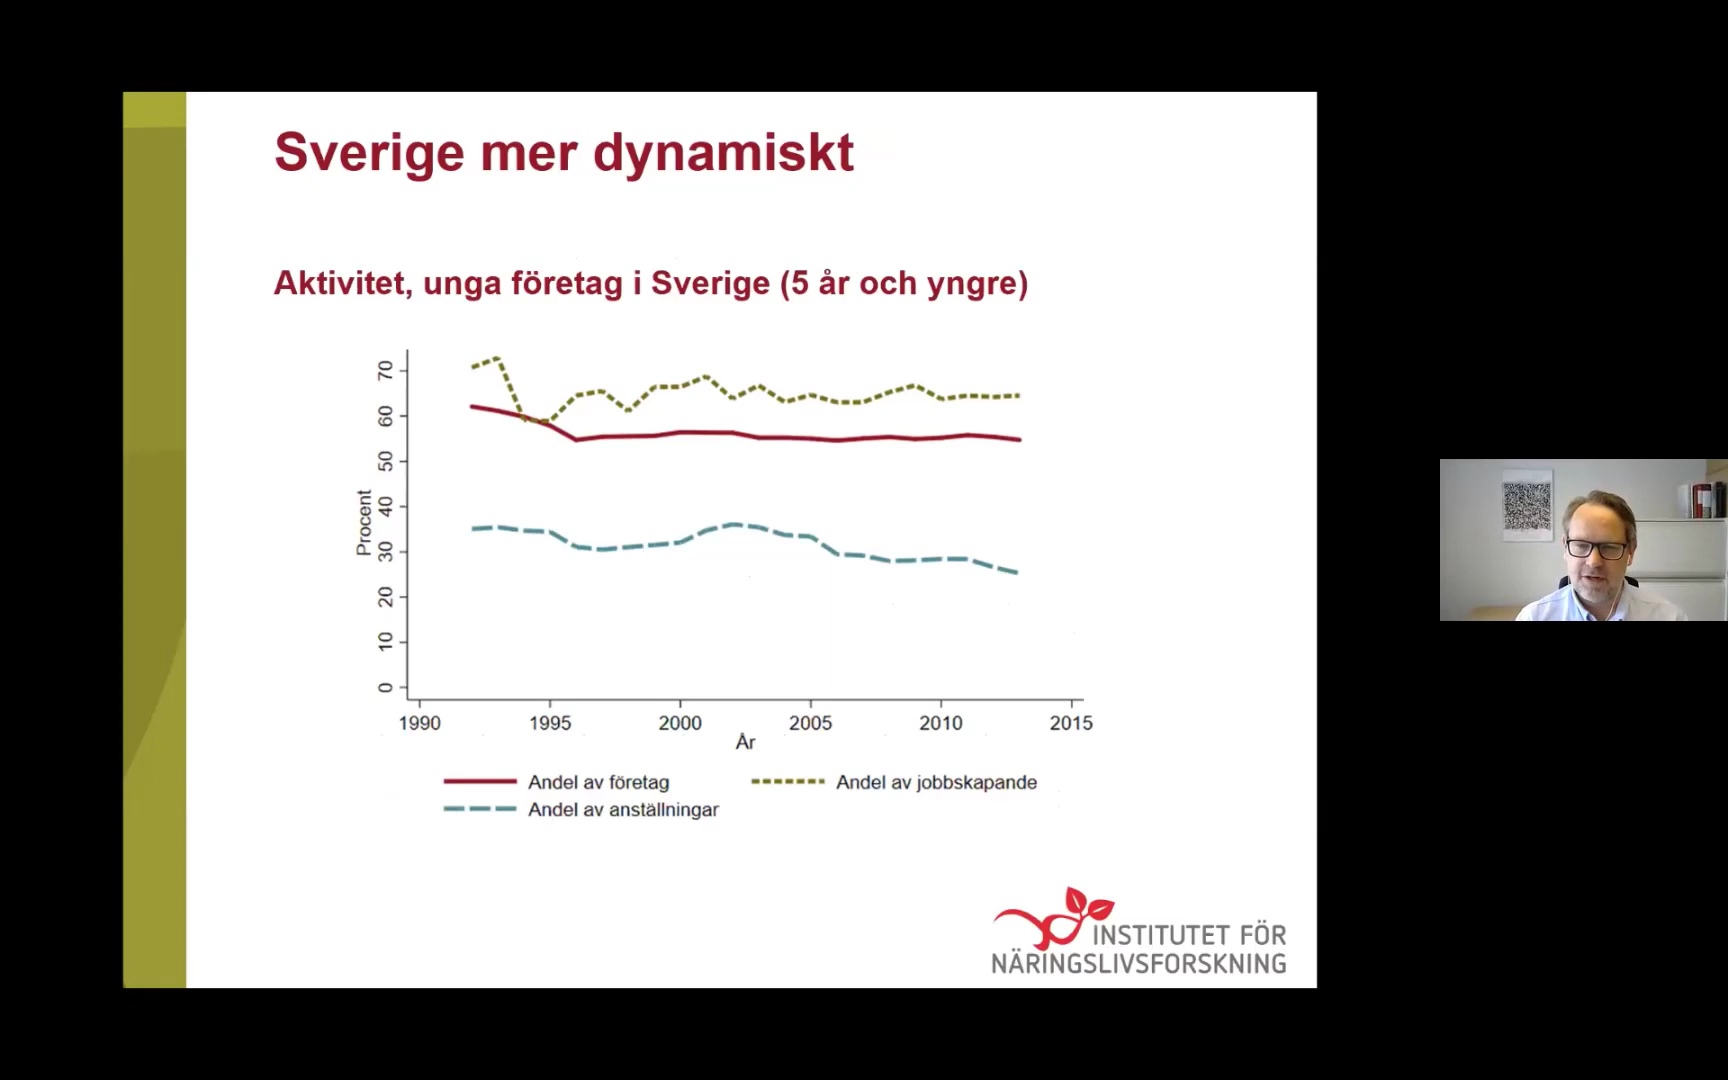 Sverige mer dynamiskt
Aktivitet, unga företag i Sverige (5 år och yngre)
70
60
50
40
30
20
10
0
Procent
1990 1995 2000 2005 2010 2015
År
Andel av företag Andel av jobbskapande
Andel av anställningar
INSTITUTET FÖR
NÄRINGSLIVSFORSKNING